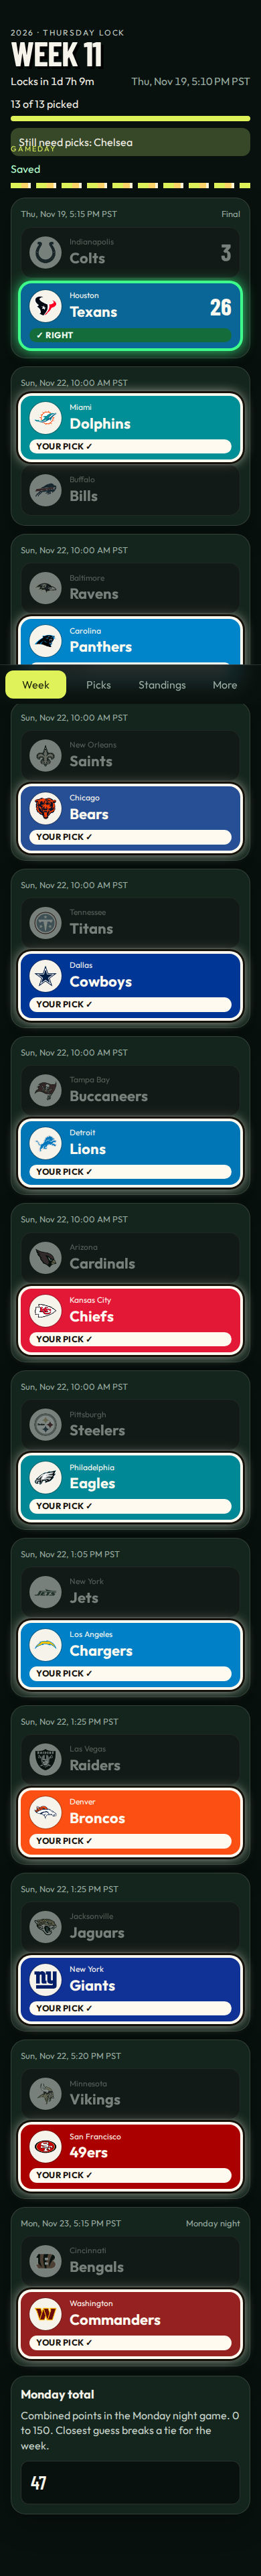 2026 · THURSDAY LOCK
WEEK 11
Locks in 1d 7h 9m
Thu, Nov 19, 5:10 PM PST
13 of 13 picked
Still need picks: Chelsea
GAMEDAY
Saved
Thu, Nov 19, 5:15 PM PST
Final
Indianapolis
Colts
3
Houston
Texans
26
✓ RIGHT
Sun, Nov 22, 10:00 AM PST
Miami
Dolphins
YOUR PICK ✓
Buffalo
Bills
Sun, Nov 22, 10:00 AM PST
Baltimore
Ravens
Carolina
Panthers
Week
Picks
Standings
More
Sun, Nov 22, 10:00 AM PST
New Orleans
Saints
Chicago
Bears
YOUR PICK ✓
Sun, Nov 22, 10:00 AM PST
Tennessee
Titans
Dallas
Cowboys
YOUR PICK ✓
Sun, Nov 22, 10:00 AM PST
Tampa Bay
Buccaneers
Detroit
Lions
YOUR PICK ✓
Sun, Nov 22, 10:00 AM PST
Arizona
Cardinals
Kansas City
Chiefs
YOUR PICK ✓
Sun, Nov 22, 10:00 AM PST
Pittsburgh
Steelers
Philadelphia
Eagles
YOUR PICK ✓
Sun, Nov 22, 1:05 PM PST
New York
Jets
Los Angeles
Chargers
YOUR PICK ✓
Sun, Nov 22, 1:25 PM PST
Las Vegas
Raiders
Denver
Broncos
YOUR PICK ✓
Sun, Nov 22, 1:25 PM PST
Jacksonville
Jaguars
New York
Giants
YOUR PICK ✓
Sun, Nov 22, 5:20 PM PST
Minnesota
Vikings
San Francisco
49ers
YOUR PICK ✓
Mon, Nov 23, 5:15 PM PST
Monday night
Cincinnati
Bengals
Washington
Commanders
YOUR PICK ✓
Monday total
Combined points in the Monday night game. 0
to 150. Closest guess breaks a tie for the
week.
47